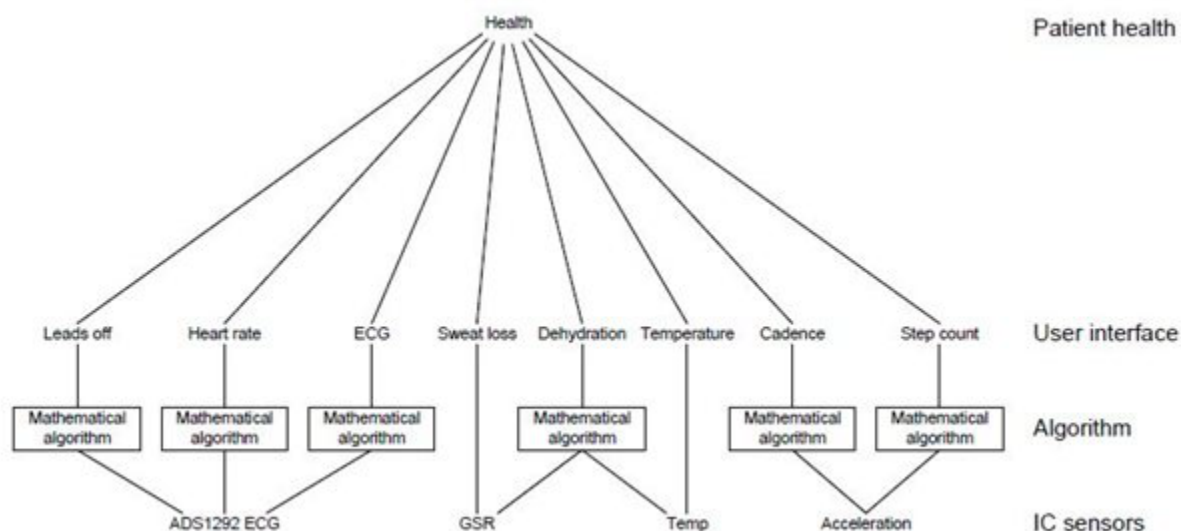 Health
Patient health
Leads off
Heart rate
ECG
Sweat loss
Dehydration
Temperature
Cadence
Step count
User interface
Mathematical
algorithm
Mathematical
algorithm
Mathematical
algorithm
Mathematical
algorithm
Mathematical
algorithm
Mathematical
algorithm
Algorithm
ADS1292 ECG
GSR
Temp
Acceleration
IC sensors